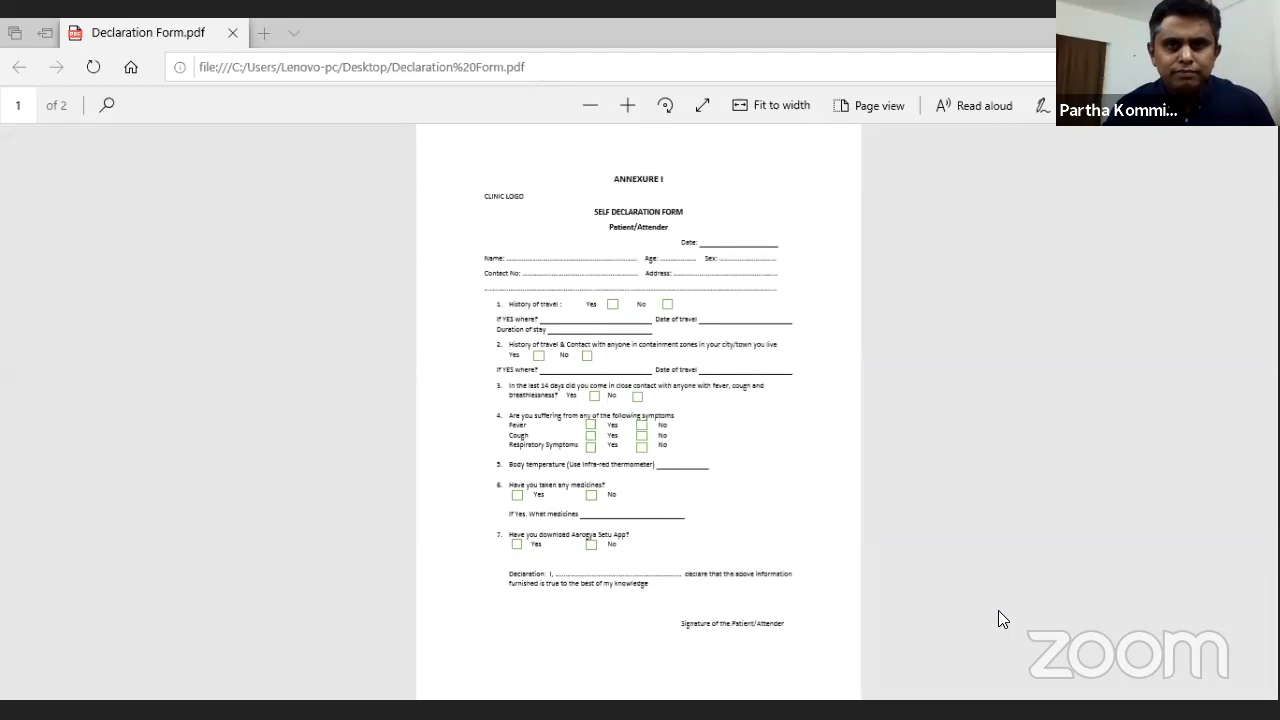 Declaration Form.pdf
file:///C:/Users/Lenovo-pc/Desktop/Declaration%20Form.pdf
1 of 2
Fit to width
Page view
Read aloud
Partha Kommi...
ANNEXURE I
CLINIC LOGO
SELF DECLARATION FORM
Patient/Attender
Date:
Name: Age: Sex:
Contact No: Address:
1. History of travel : Yes No
If YES where? Date of travel
Duration of stay
2. History of travel & Contact with anyone in containment zones in your city/town you live
Yes No
If YES where? Date of travel
3. In the last 14 days did you come in close contact with anyone with fever, cough and
breathlessness? Yes No
4. Are you suffering from any of the following symptoms
Fever Yes No
Cough Yes No
Respiratory Symptoms Yes No
5. Body temperature (Use Infra-red thermometer)
6. Have you taken any medicines?
Yes No
If Yes. What medicines
7. Have you download Aarogya Setu App?
Yes No
Declaration: I, declare that the above information
furnished is true to the best of my knowledge
Signature of the Patient/Attender
zoom